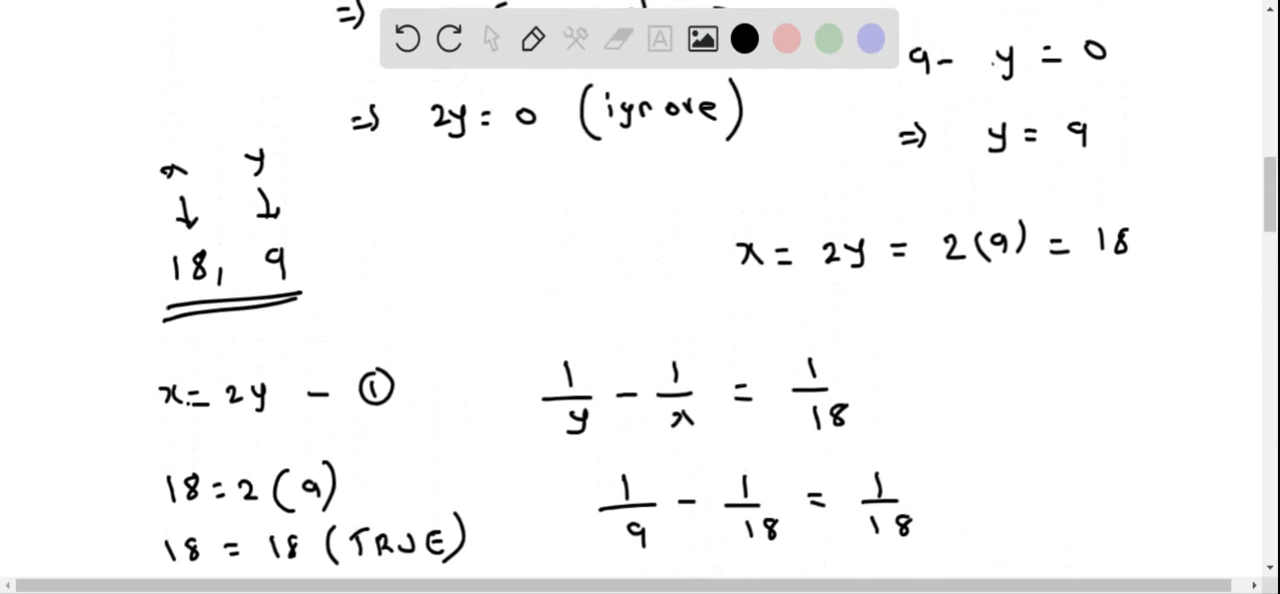 =>
9 - y = 0
=> 2y = 0 (ignore)
=> y = 9
x y
↓ ↓
18, 9
x = 2y = 2(9) = 18
x = 2y - ①
1/y - 1/x = 1/18
18 = 2(9)
1/9 - 1/18 = 1/18
18 = 18 (TRUE)